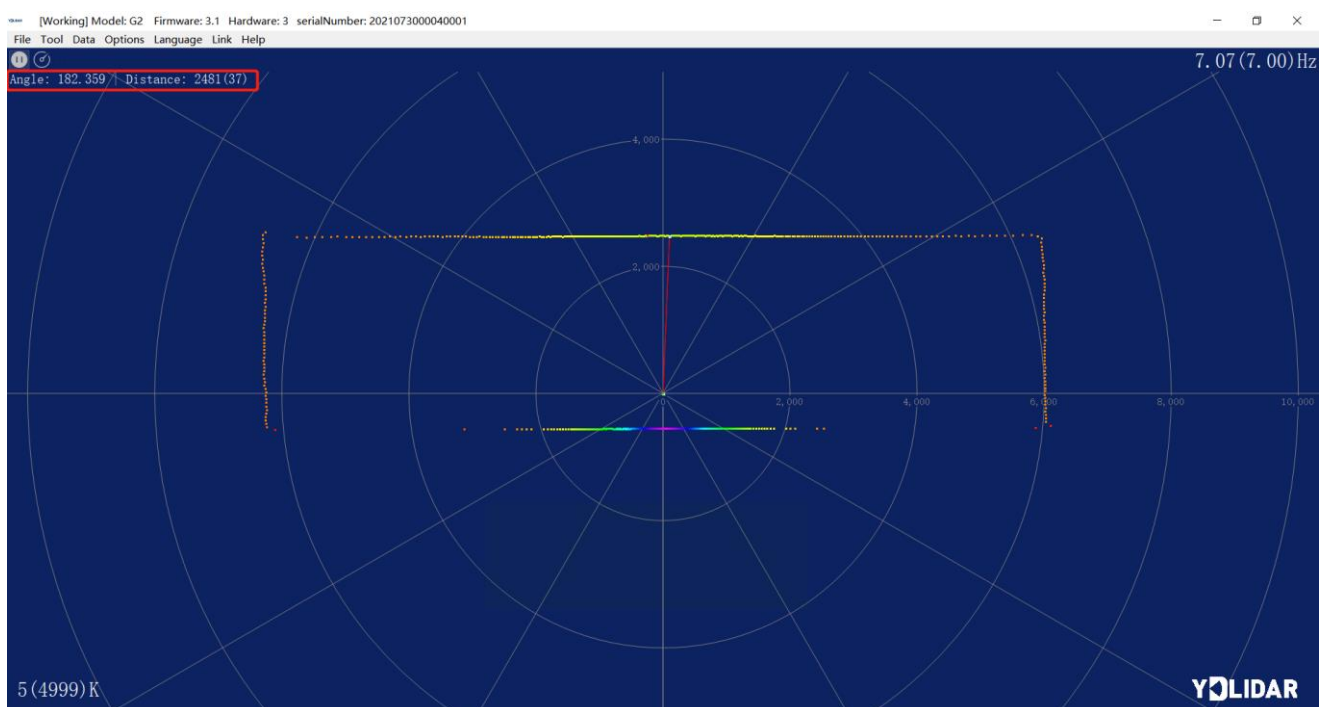 [Working] Model: G2 Firmware: 3.1 Hardware: 3 serialNumber: 2021073000040001
File Tool Data Options Language Link Help
7.07(7.00)Hz
Angle: 182.359 | Distance: 2481(37)
4,000
2,000
0 2,000 4,000 6,000 8,000 10,000
5(4999)K
YDLIDAR